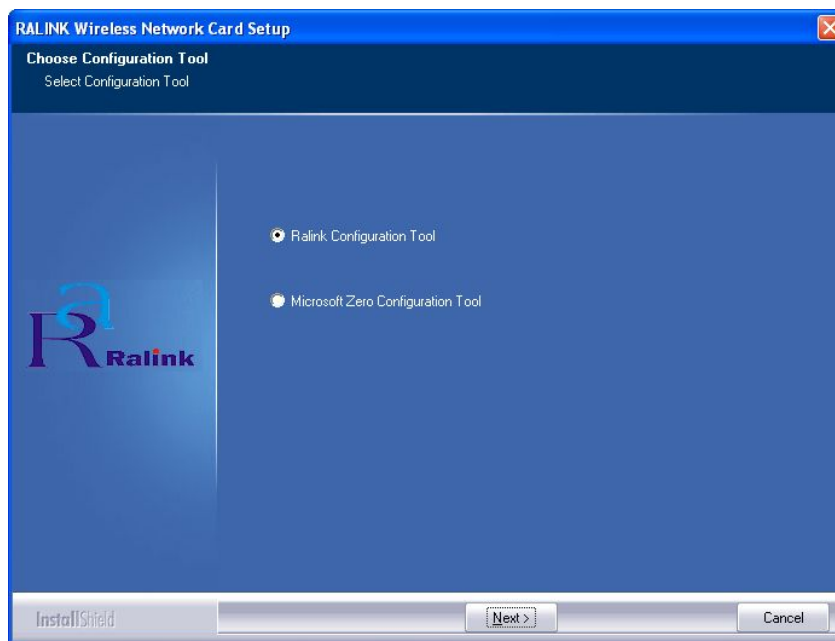 RALINK Wireless Network Card Setup
Choose Configuration Tool
Select Configuration Tool
Ralink Configuration Tool
Microsoft Zero Configuration Tool
Ra
Ralink
InstallShield
Next >
Cancel